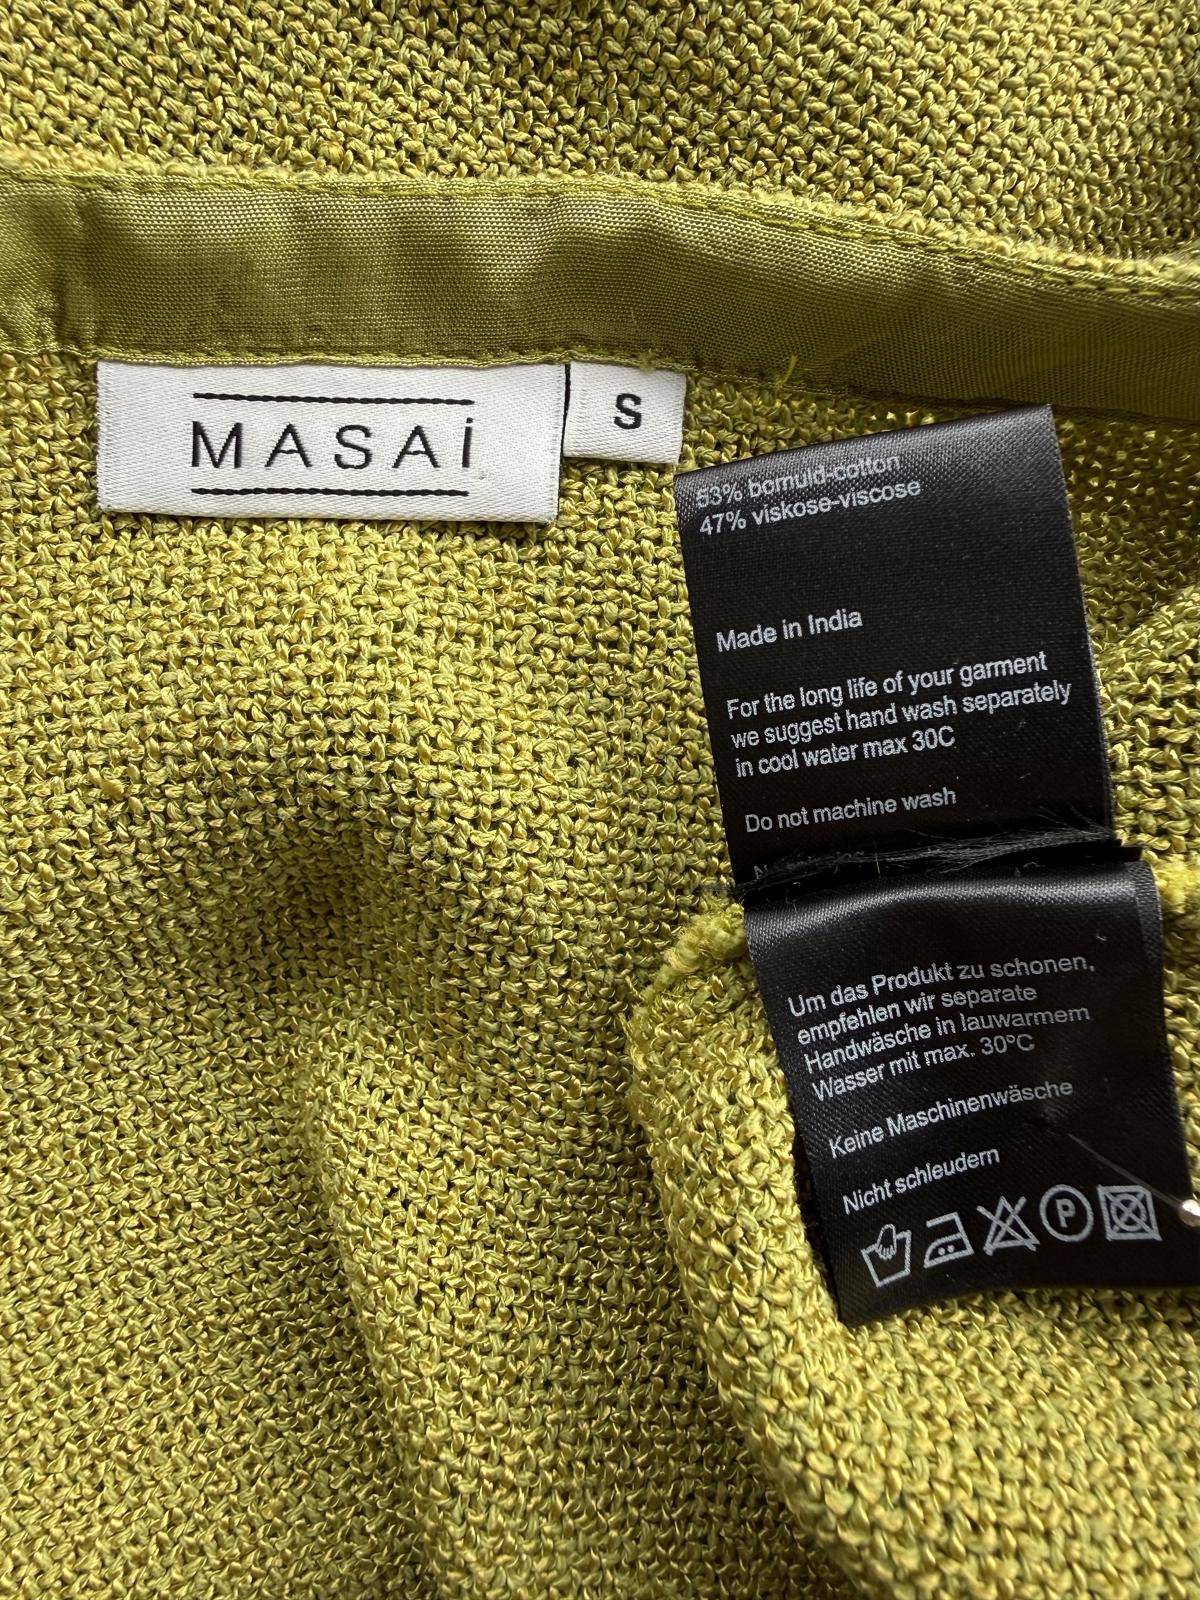 MASAi
S
53% bomuld-cotton
47% viskose-viscose
Made in India
For the long life of your garment
we suggest hand wash separately
in cool water max 30C
Do not machine wash
Um das Produkt zu schonen,
empfehlen wir separate
Handwäsche in lauwarmem
Wasser mit max. 30°C
Keine Maschinenwäsche
Nicht schleudern
P